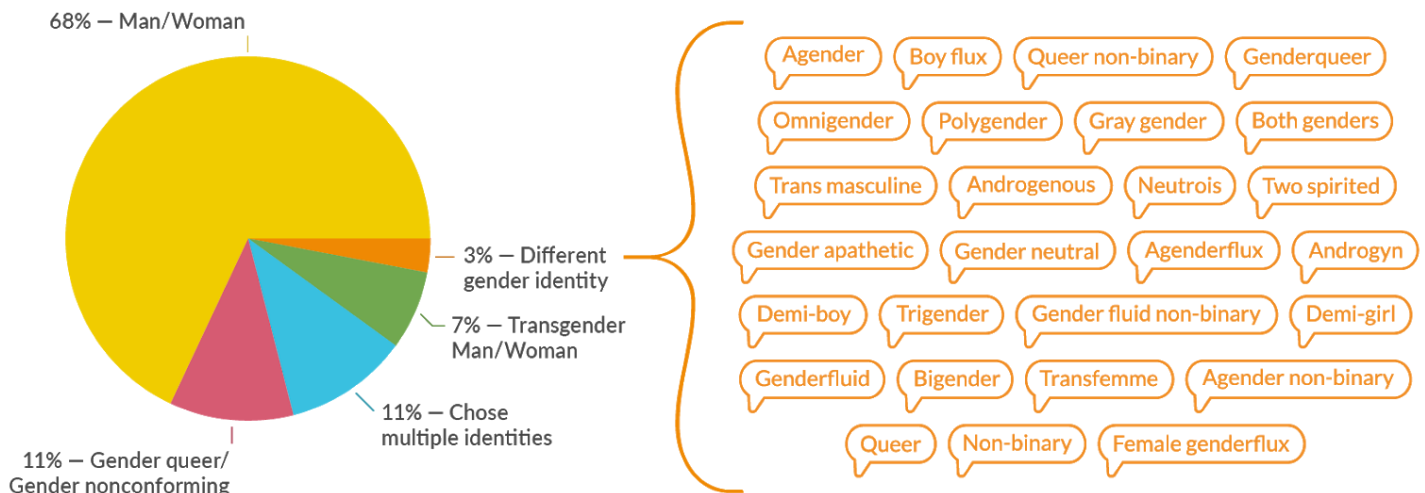 68% — Man/Woman
3% — Different
gender identity
7% — Transgender
Man/Woman
11% — Chose
multiple identities
11% — Gender queer/
Gender nonconforming
Agender
Boy flux
Queer non-binary
Genderqueer
Omnigender
Polygender
Gray gender
Both genders
Trans masculine
Androgenous
Neutrois
Two spirited
Gender apathetic
Gender neutral
Agenderflux
Androgyn
Demi-boy
Trigender
Gender fluid non-binary
Demi-girl
Genderfluid
Bigender
Transfemme
Agender non-binary
Queer
Non-binary
Female genderflux